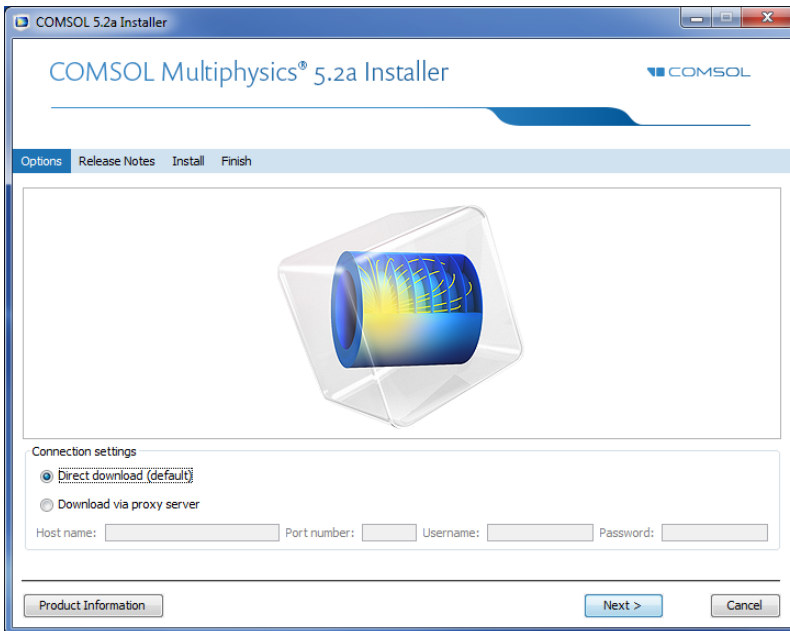 COMSOL 5.2a Installer
COMSOL Multiphysics® 5.2a Installer
COMSOL
Options Release Notes Install Finish
Connection settings
Direct download (default)
Download via proxy server
Host name: Port number: Username: Password:
Product Information Next > Cancel